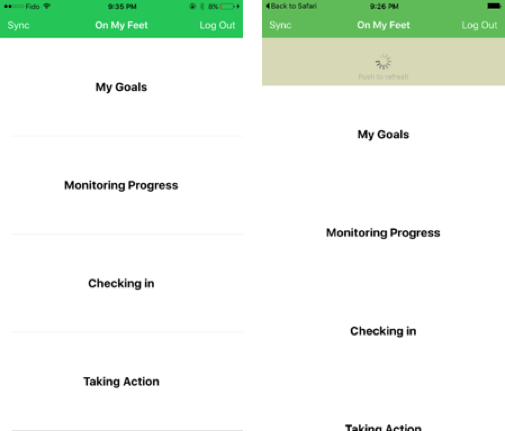 Fido 9:35 PM 8%
Sync On My Feet Log Out
My Goals
Monitoring Progress
Checking in
Taking Action
Back to Safari 9:26 PM
Sync On My Feet Log Out
Push to refresh
My Goals
Monitoring Progress
Checking in
Taking Action